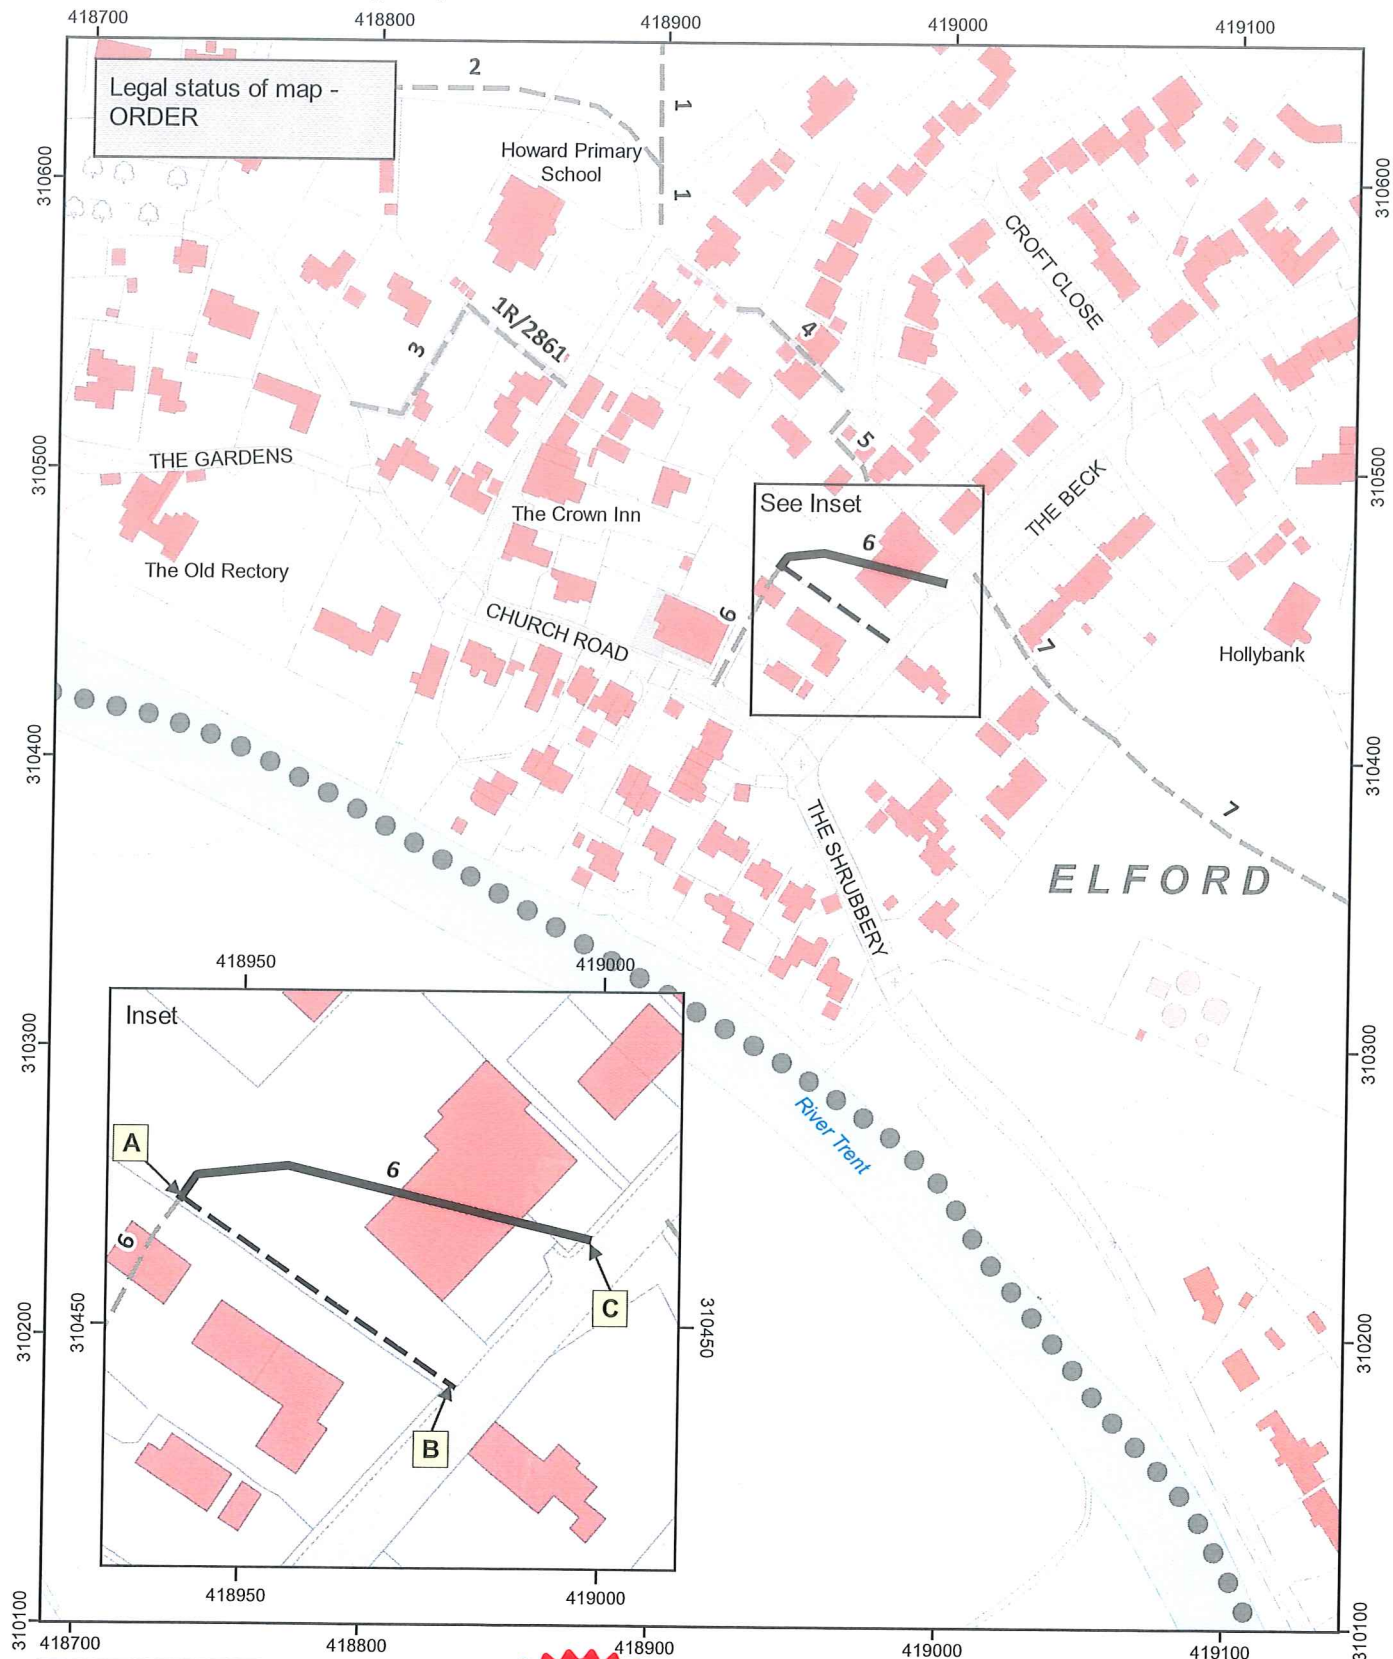 418700
418800
418900
419000
419100
2
1
Legal status of map -
ORDER
Howard Primary
School
1
310600
310600
CROFT CLOSE
1R/2861
4
3
5
310500
310500
THE GARDENS
See Inset
THE BECK
The Crown Inn
6
The Old Rectory
CHURCH ROAD
6
7
Hollybank
310400
310400
7
THE SHRUBBERY
ELFORD
418950
419000
Inset
310300
310300
River Trent
A
6
6
C
310450
310450
310200
310200
B
418950
419000
310100
310100
418700
418800
418900
419000
419100